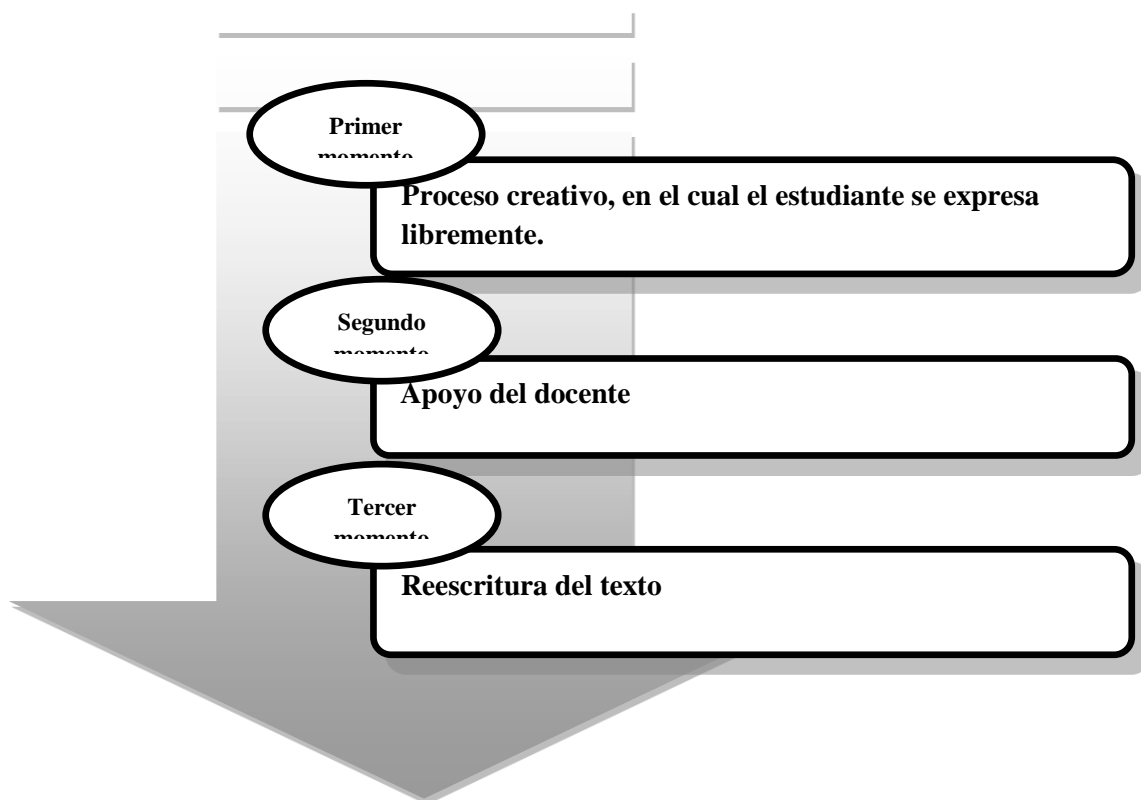 Primer
momento
Proceso creativo, en el cual el estudiante se expresa
libremente.
Segundo
momento
Apoyo del docente
Tercer
momento
Reescritura del texto